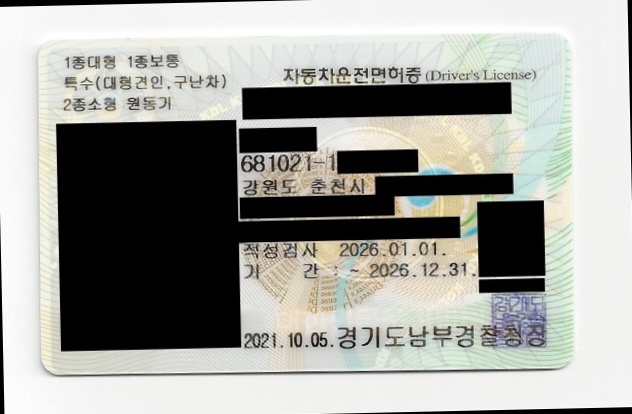 1종대형 1종보통
특수(대형견인,구난차)
2종소형 원동기
자동차운전면허증 (Driver's License)
681021-1
강원도 춘천시
적성검사 2026.01.01.
기 간 : ~ 2026.12.31.
2021.10.05. 경기도남부경찰청장